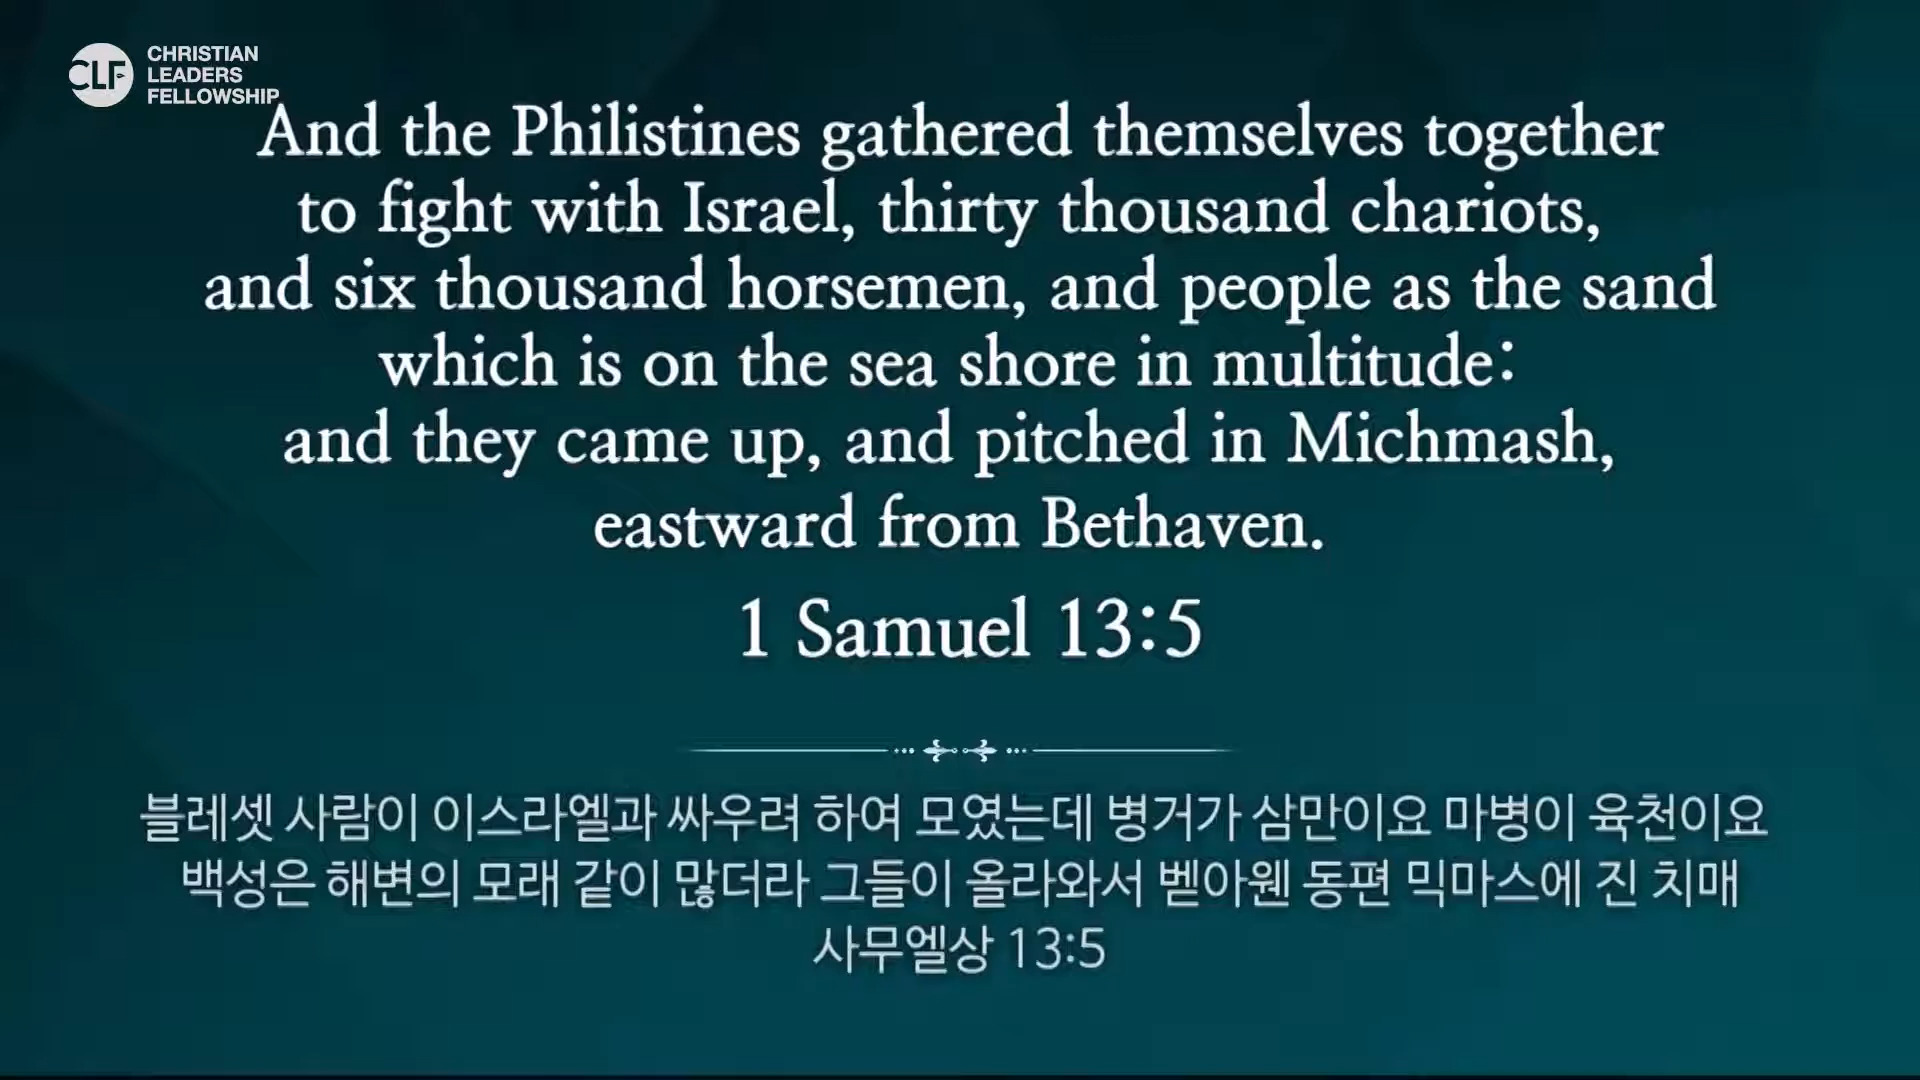 CLF
CHRISTIAN
LEADERS
FELLOWSHIP
And the Philistines gathered themselves together
to fight with Israel, thirty thousand chariots,
and six thousand horsemen, and people as the sand
which is on the sea shore in multitude:
and they came up, and pitched in Michmash,
eastward from Bethaven.
1 Samuel 13:5
블레셋 사람이 이스라엘과 싸우려 하여 모였는데 병거가 삼만이요 마병이 육천이요
백성은 해변의 모래 같이 많더라 그들이 올라와서 벧아웬 동편 믹마스에 진 치매
사무엘상 13:5